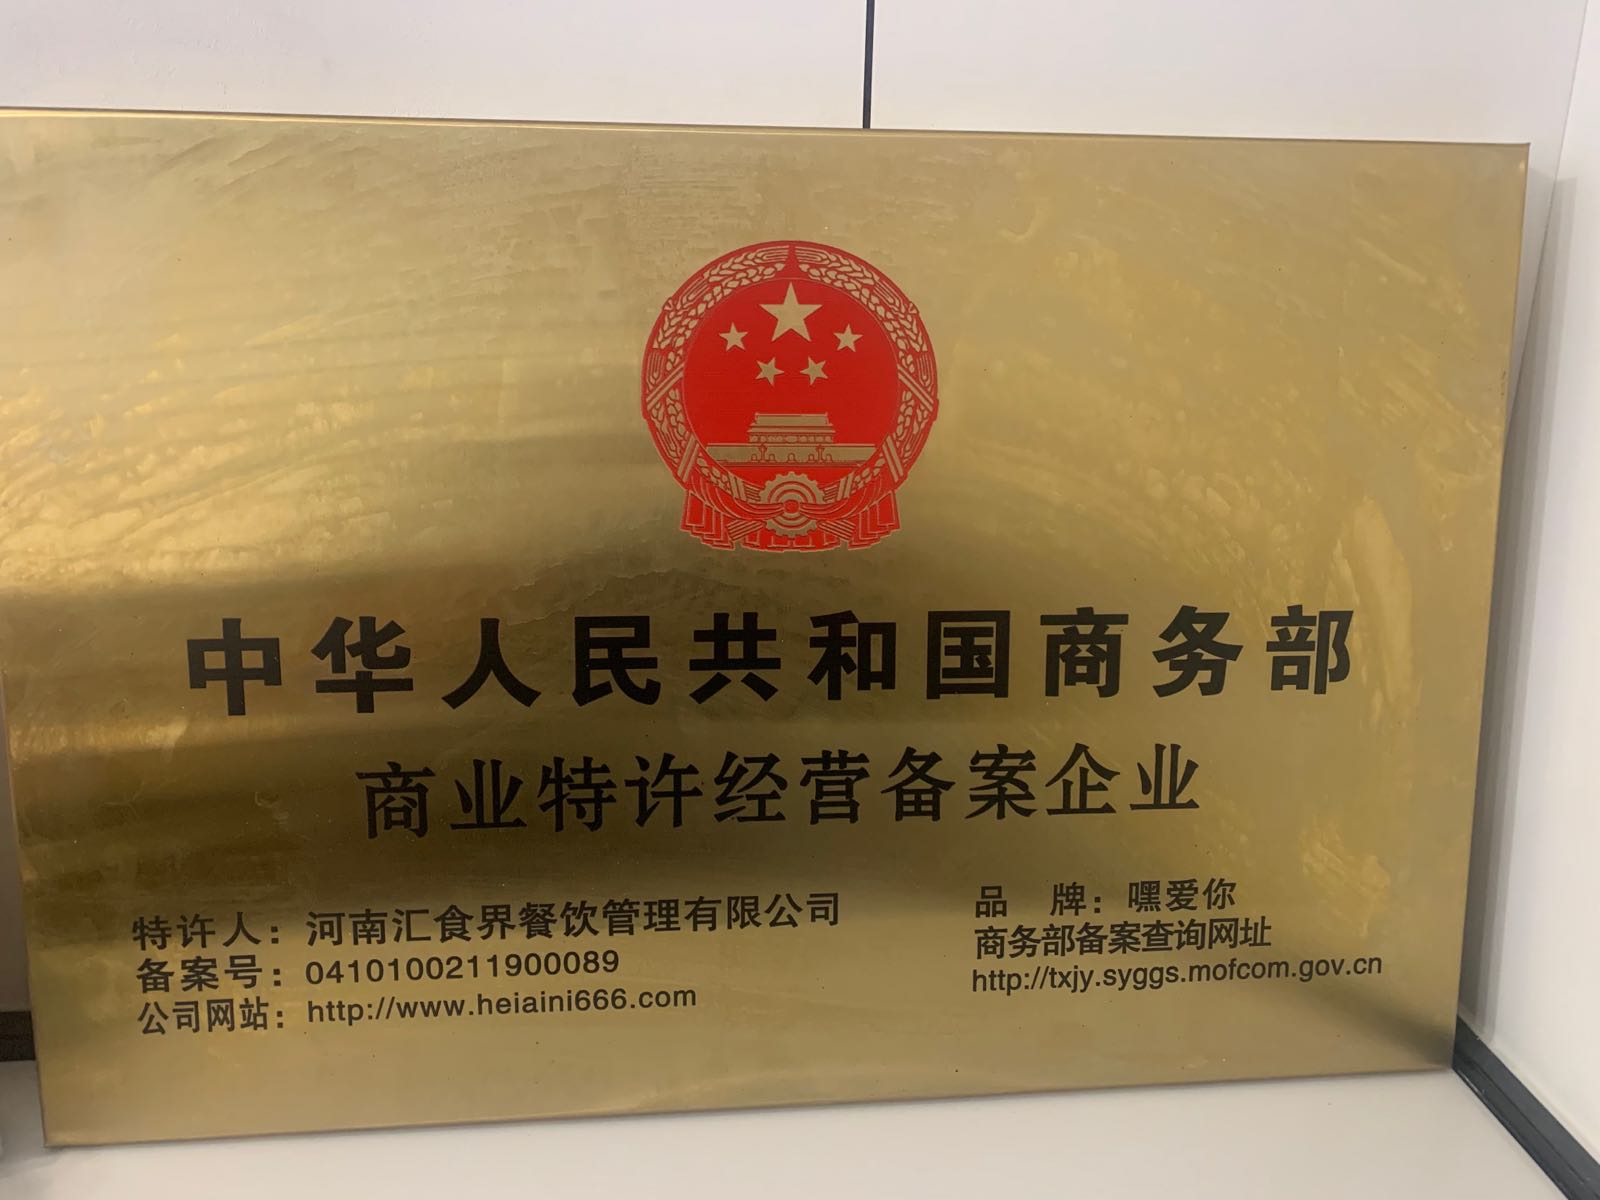 中华人民共和国商务部
商业特许经营备案企业
特许人：河南汇食界餐饮管理有限公司
备案号：0410100211900089
公司网站：http://www.heiaini666.com
品 牌：嘿爱你
商务部备案查询网址
http://txjy.syggs.mofcom.gov.cn